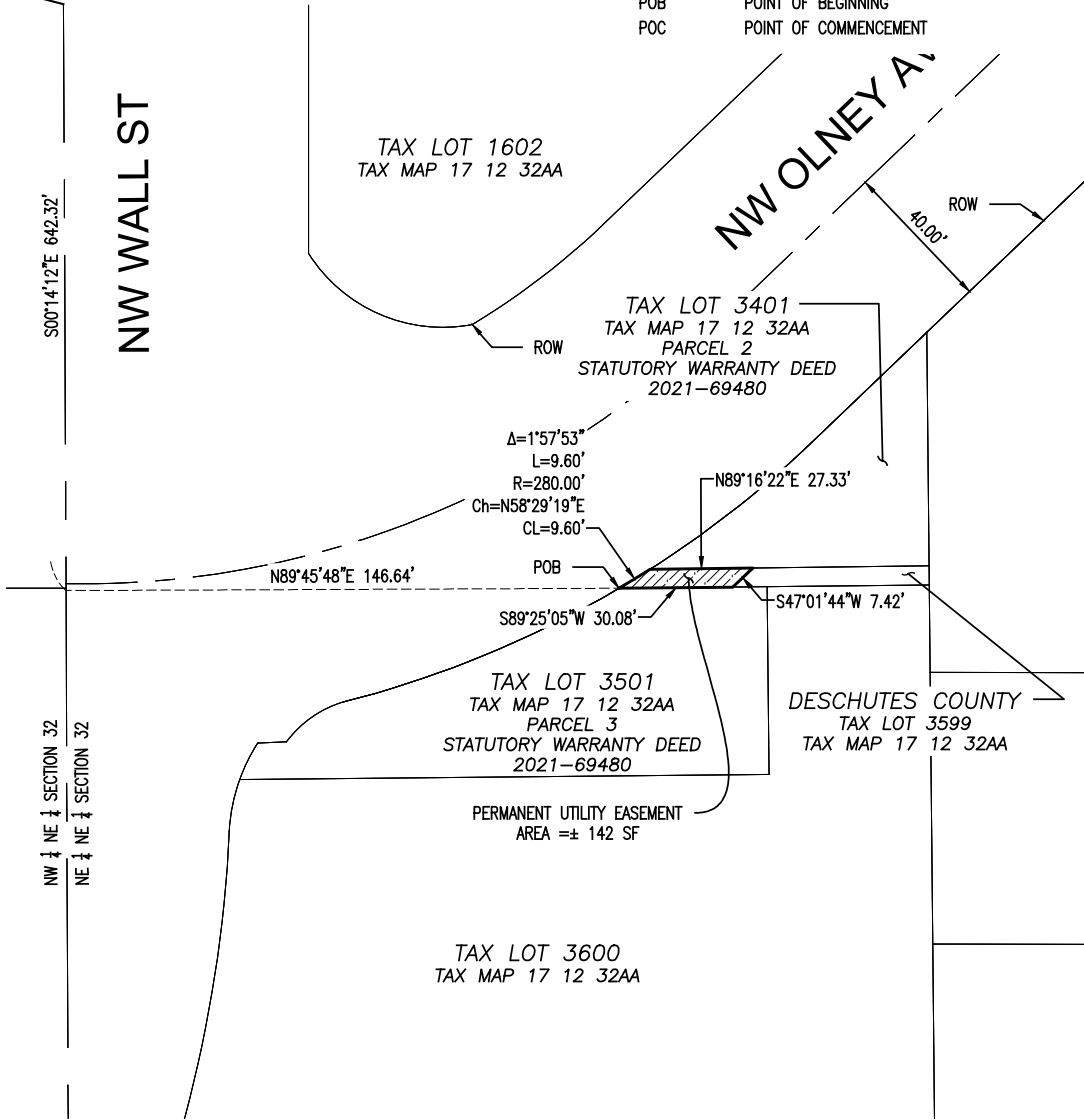 POB POINT OF BEGINNING
POC POINT OF COMMENCEMENT
NW WALL ST
S00°14'12"E 642.32'
TAX LOT 1602
TAX MAP 17 12 32AA
NW OLNEY
40.00'
ROW
ROW
TAX LOT 3401
TAX MAP 17 12 32AA
PARCEL 2
STATUTORY WARRANTY DEED
2021-69480
Δ=1°57'53"
L=9.60'
R=280.00'
Ch=N58°29'19"E
CL=9.60'
N89°16'22"E 27.33'
POB
N89°45'48"E 146.64'
S89°25'05"W 30.08'
S47°01'44"W 7.42'
TAX LOT 3501
TAX MAP 17 12 32AA
PARCEL 3
STATUTORY WARRANTY DEED
2021-69480
DESCHUTES COUNTY
TAX LOT 3599
TAX MAP 17 12 32AA
NW ¼ NE ¼ SECTION 32
NE ¼ NE ¼ SECTION 32
PERMANENT UTILITY EASEMENT
AREA =± 142 SF
TAX LOT 3600
TAX MAP 17 12 32AA